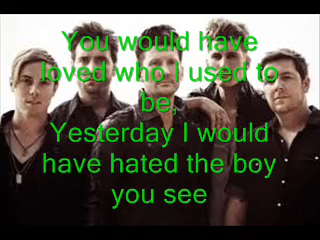 You would have
loved who I used to
be,
Yesterday I would
have hated the boy
you see